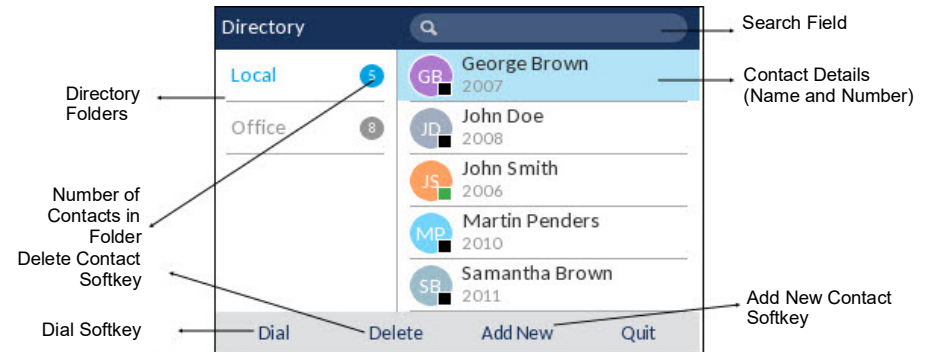 Directory
Search Field
Local
5
Office
8
GB
George Brown
2007
JD
John Doe
2008
JS
John Smith
2006
MP
Martin Penders
2010
SB
Samantha Brown
2011
Dial
Delete
Add New
Quit
Directory
Folders
Number of
Contacts in
Folder
Delete Contact
Softkey
Dial Softkey
Contact Details
(Name and Number)
Add New Contact
Softkey